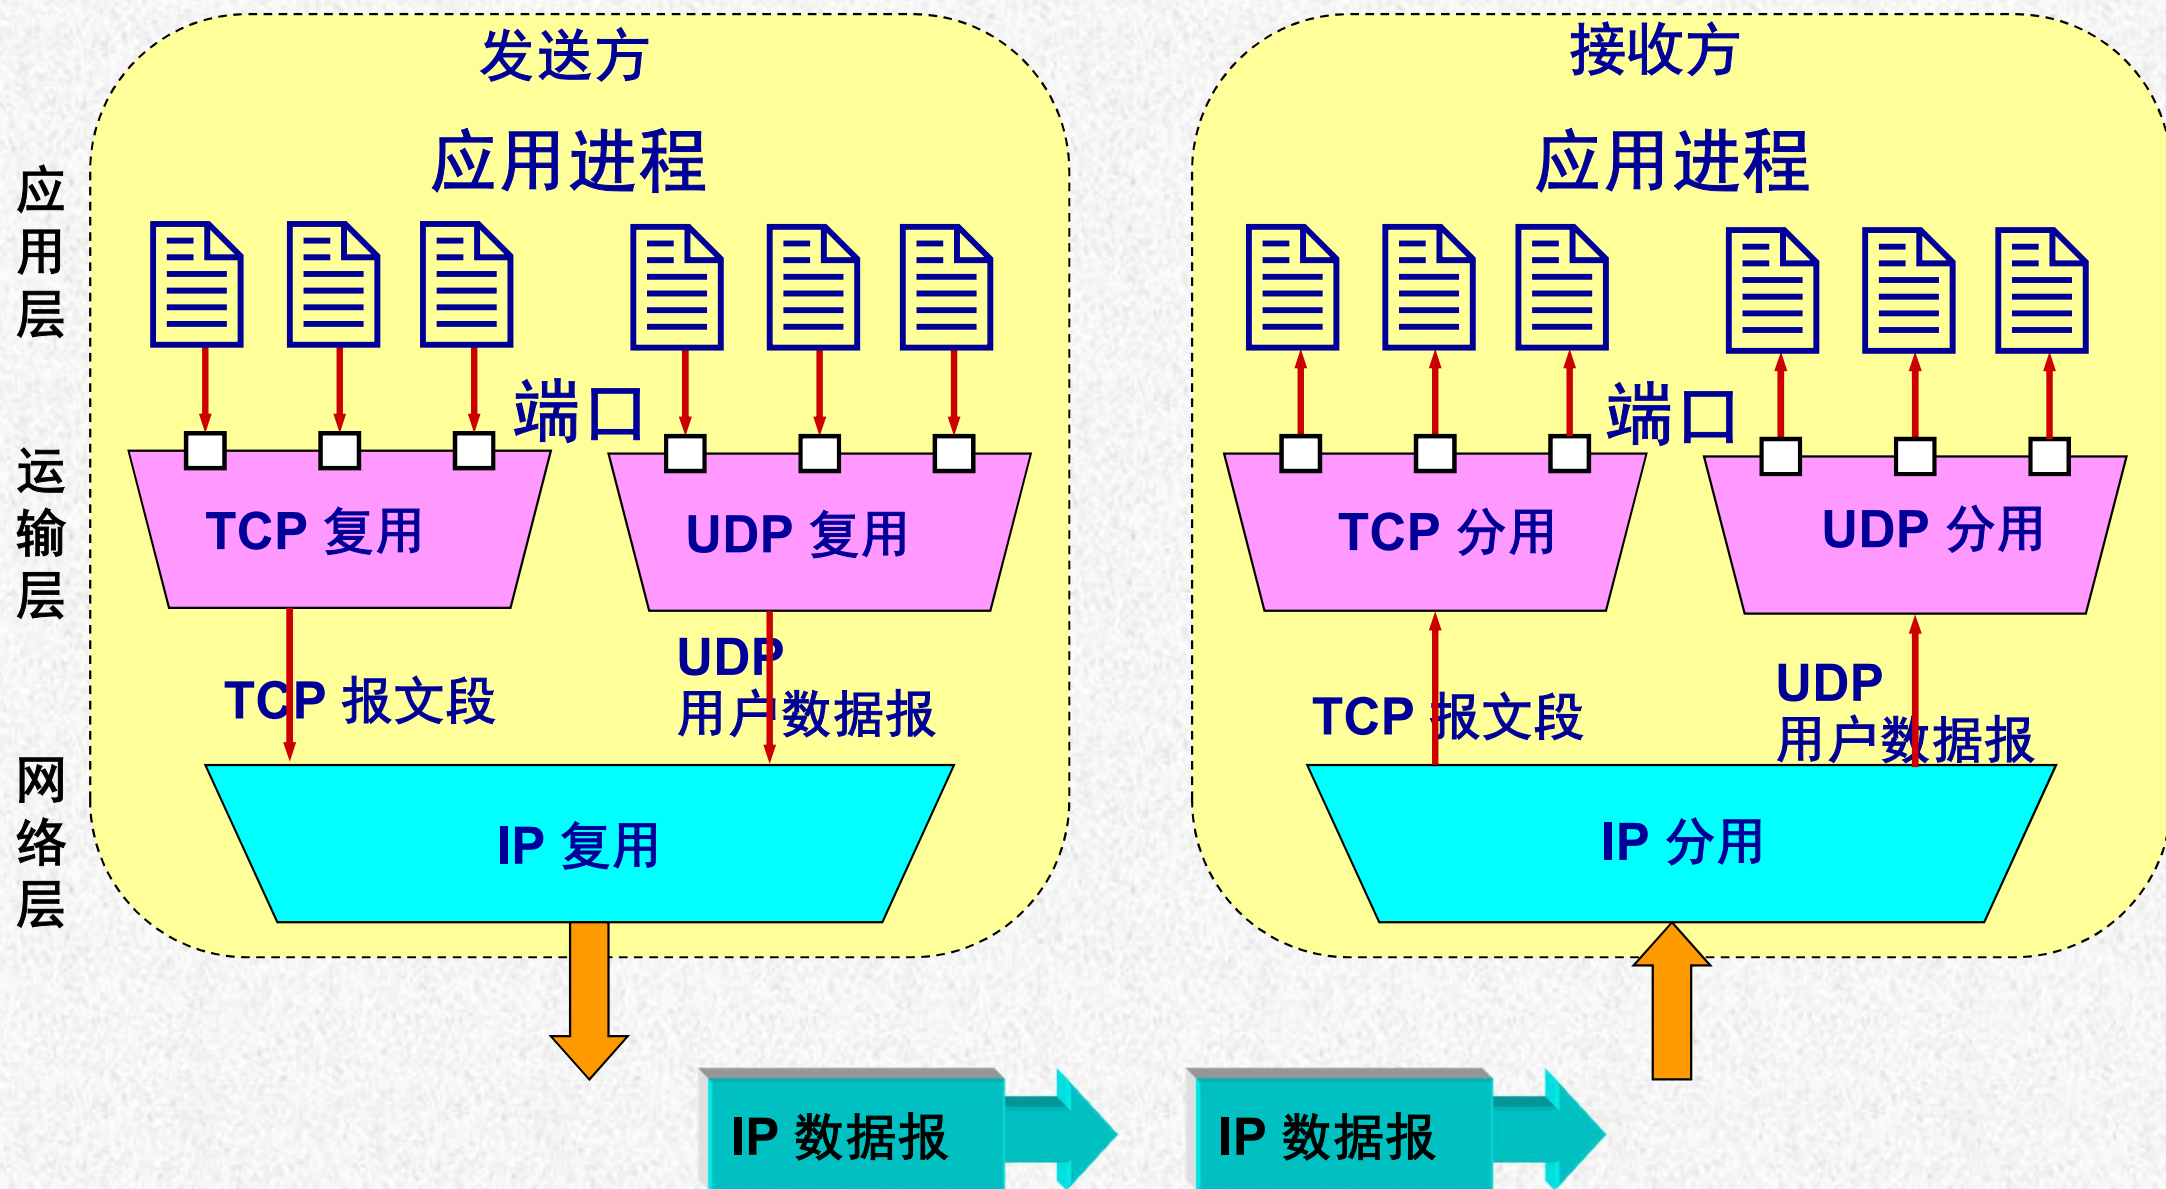 发送方
接收方
应用进程
应用进程
应用层
端口
端口
运输层
TCP 复用
UDP 复用
TCP 分用
UDP 分用
TCP 报文段
UDP
用户数据报
TCP 报文段
UDP
用户数据报
网络层
IP 复用
IP 分用
IP 数据报
IP 数据报